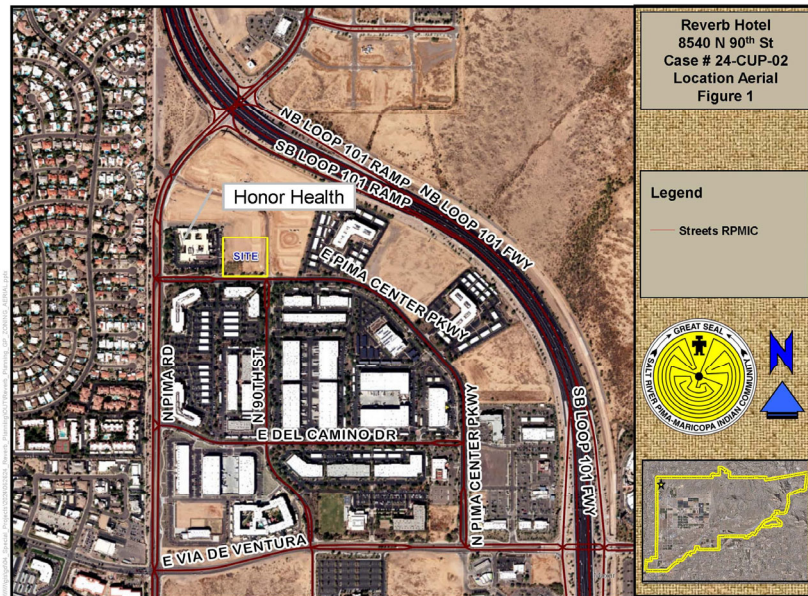 Reverb Hotel
8540 N 90th St
Case # 24-CUP-02
Location Aerial
Figure 1
Legend
Streets RPMIC
NB LOOP 101 RAMP
NB LOOP 101 FWY
SB LOOP 101 RAMP
Honor Health
SITE
E PIMA CENTER PKWY
N PIMA RD
N 90TH ST
E DEL CAMINO DR
N PIMA CENTER PKWY
SB LOOP 101 FWY
E VIA DE VENTURA
GREAT SEAL
SALT RIVER PIMA-MARICOPA INDIAN COMMUNITY
N